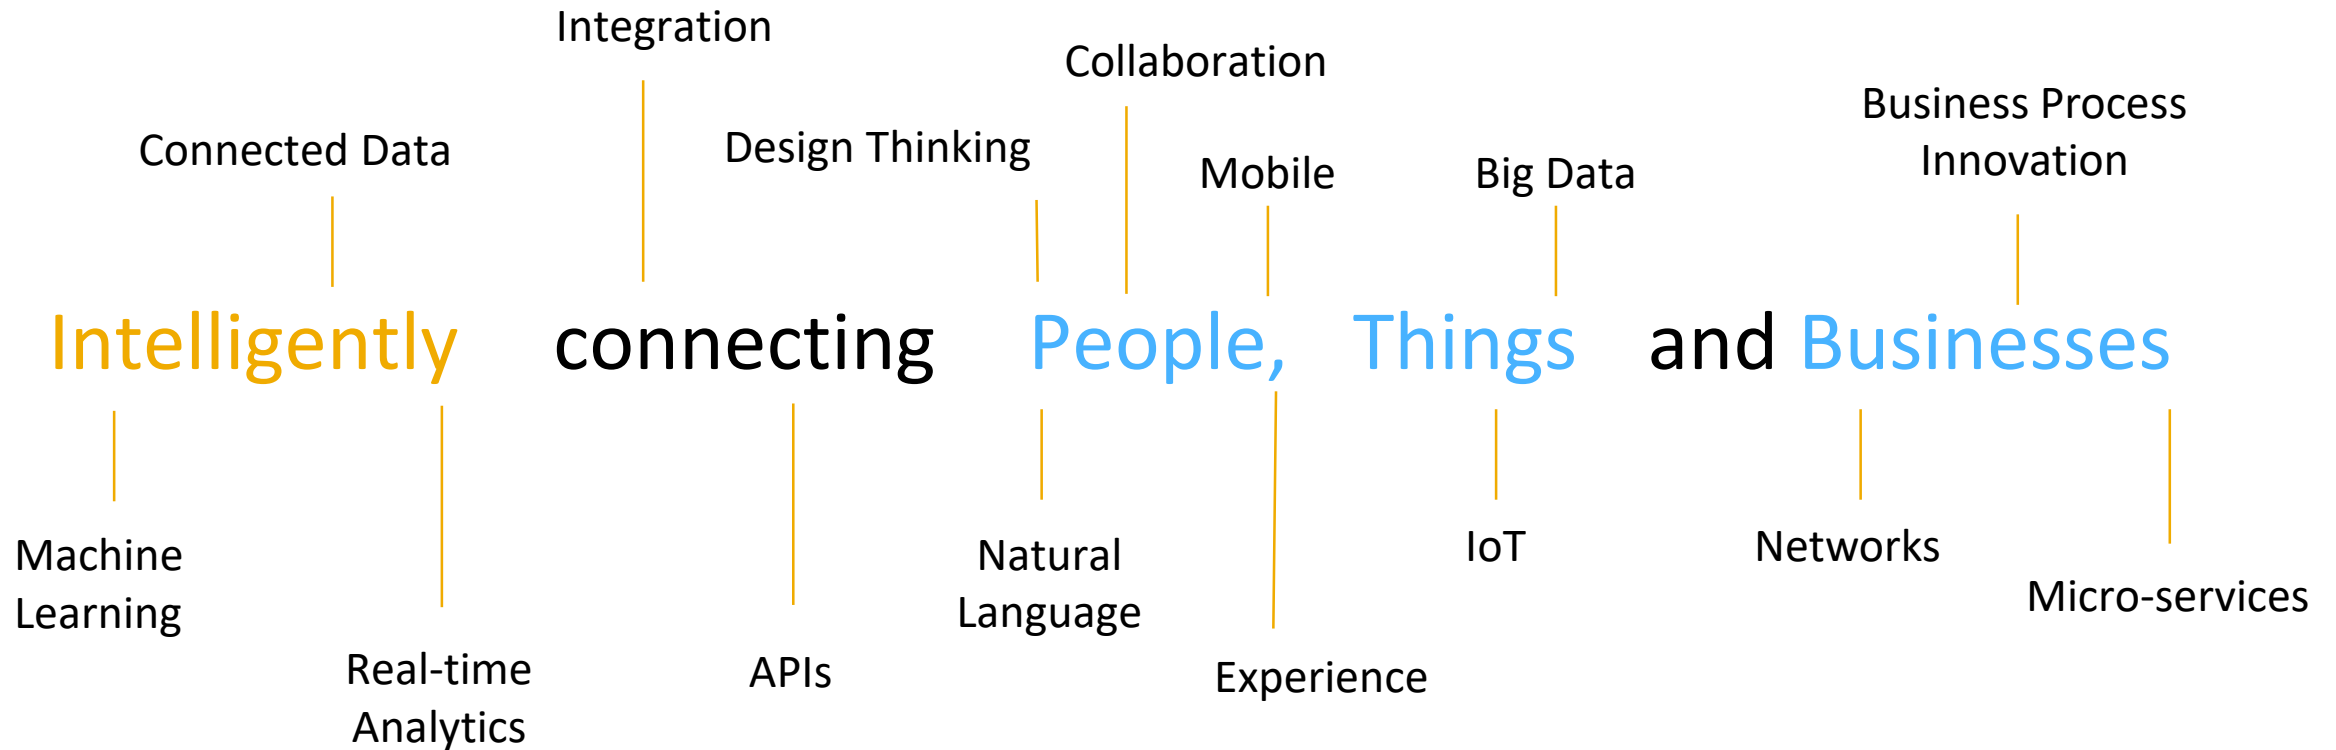 Integration
Collaboration
Business Process
Innovation
Connected Data
Design Thinking
Mobile
Big Data
Intelligently connecting People, Things and Businesses
Machine
Learning
Natural
Language
IoT
Networks
Micro-services
Real-time
Analytics
APIs
Experience